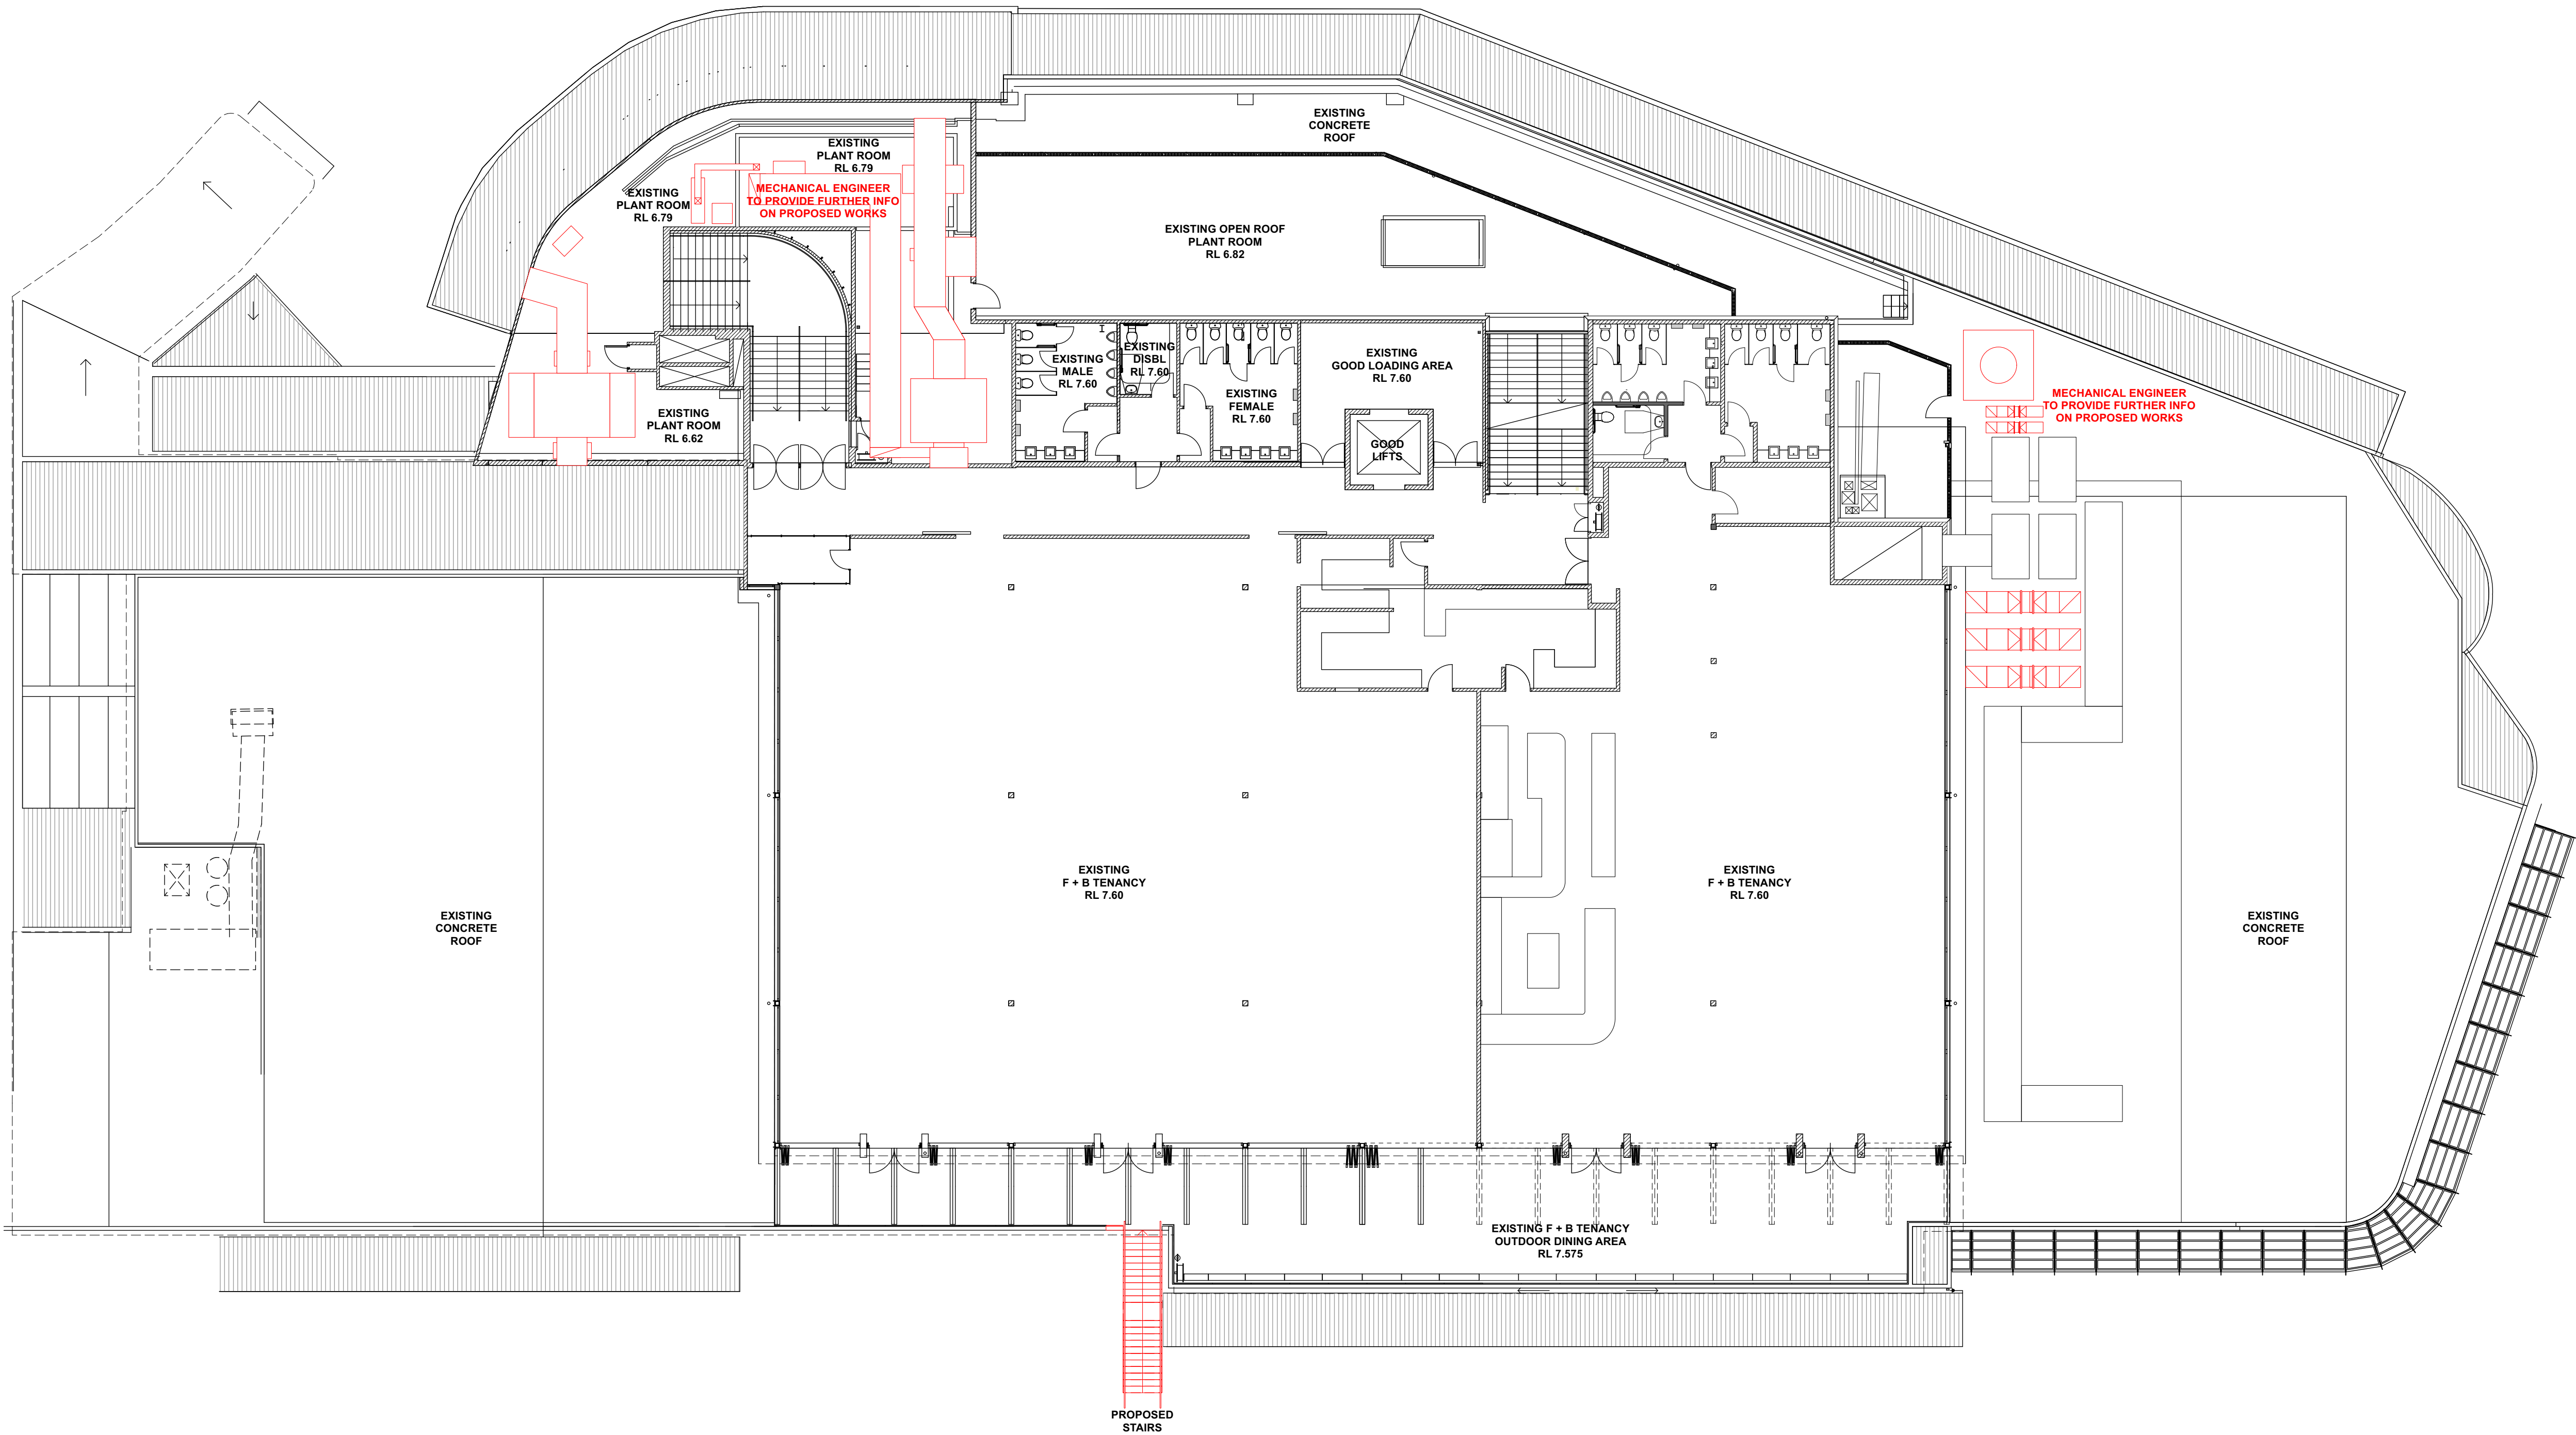 EXISTING
CONCRETE
ROOF
EXISTING
PLANT ROOM
RL 6.79
MECHANICAL ENGINEER
TO PROVIDE FURTHER INFO
ON PROPOSED WORKS
EXISTING
PLANT ROOM
RL 6.79
EXISTING OPEN ROOF
PLANT ROOM
RL 6.82
EXISTING
MALE
RL 7.60
EXISTING
DISBL
RL 7.60
EXISTING
FEMALE
RL 7.60
EXISTING
GOOD LOADING AREA
RL 7.60
GOOD
LIFTS
EXISTING
PLANT ROOM
RL 6.62
MECHANICAL ENGINEER
TO PROVIDE FURTHER INFO
ON PROPOSED WORKS
EXISTING
F + B TENANCY
RL 7.60
EXISTING
F + B TENANCY
RL 7.60
EXISTING
CONCRETE
ROOF
EXISTING
CONCRETE
ROOF
EXISTING F + B TENANCY
OUTDOOR DINING AREA
RL 7.575
PROPOSED
STAIRS